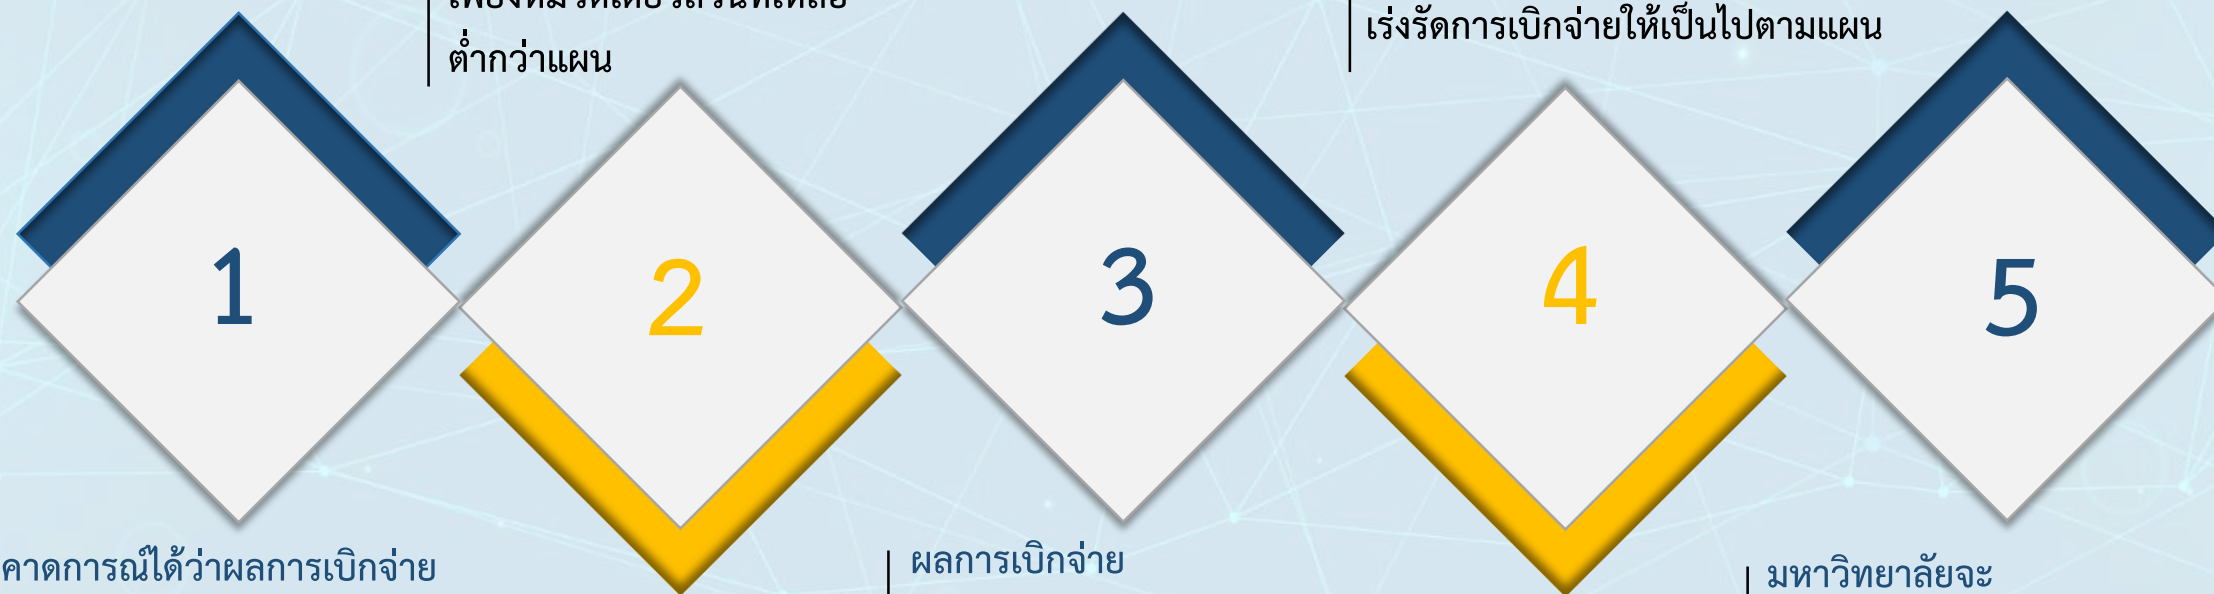 ต่ำกว่าแผน
เร่งรัดการเบิกจ่ายให้เป็นไปตามแผน
1
2
3
4
5
คาดการณ์ได้ว่าผลการเบิกจ่าย
ผลการเบิกจ่าย
มหาวิทยาลัยจะ